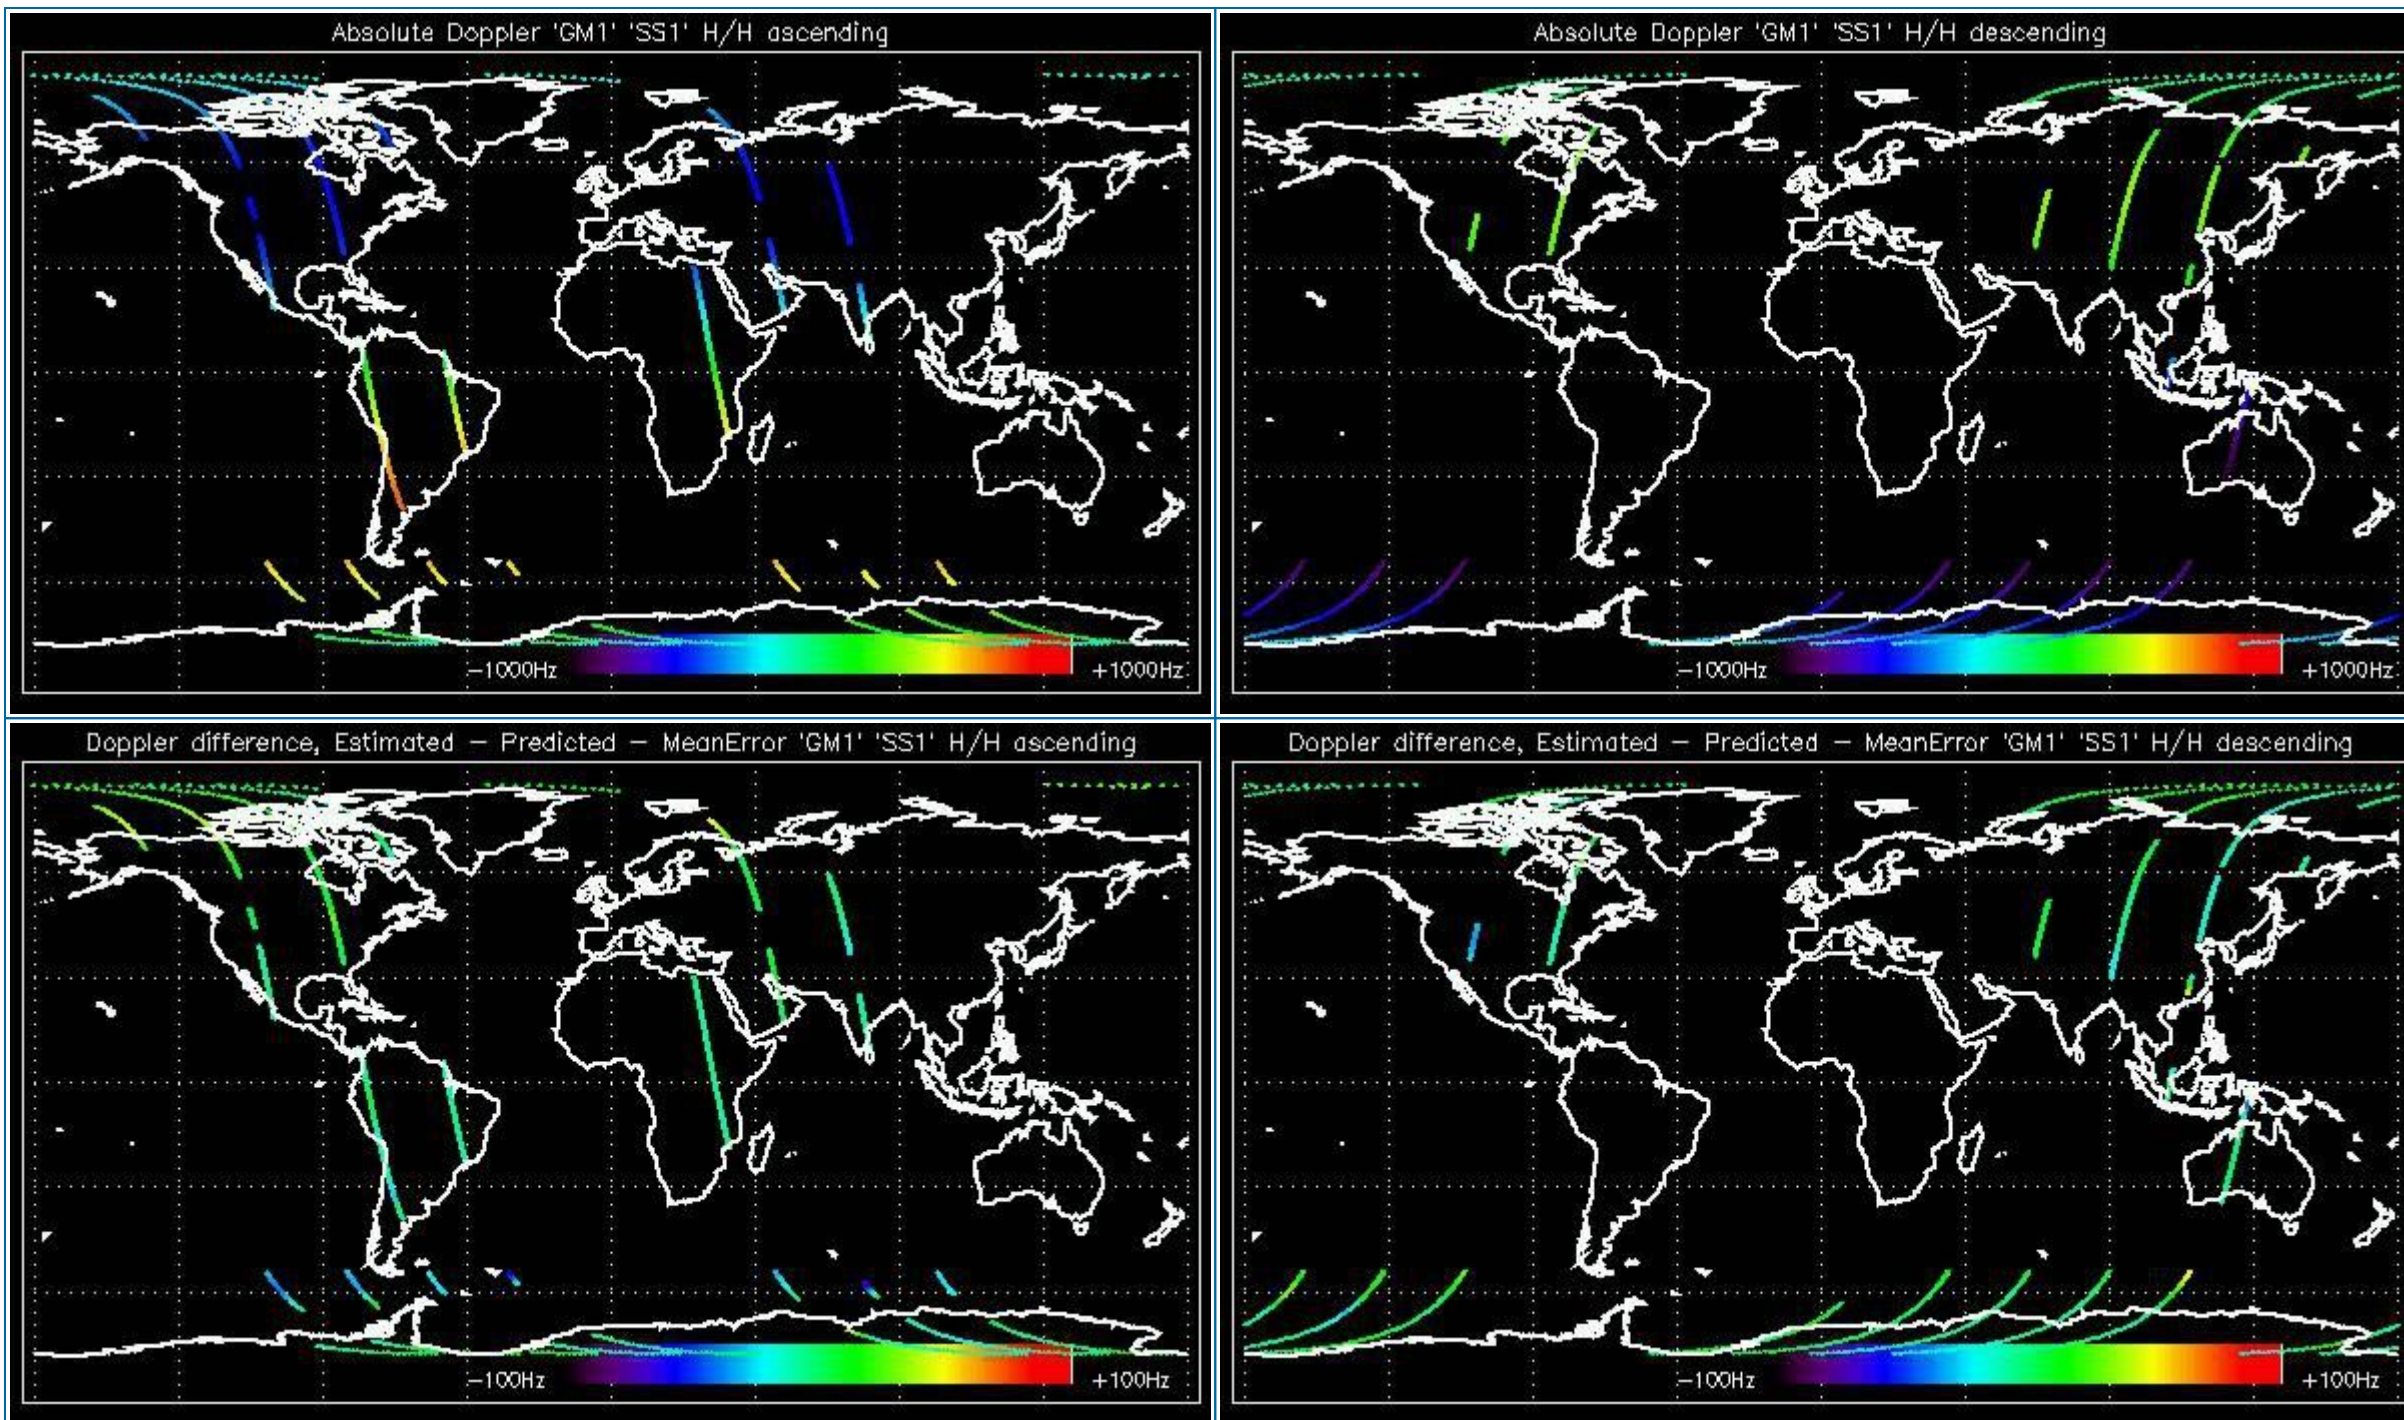 Absolute Doppler 'GM1' 'SS1' H/H ascending
-1000Hz
+1000Hz
Absolute Doppler 'GM1' 'SS1' H/H descending
-1000Hz
+1000Hz
Doppler difference, Estimated - Predicted - MeanError 'GM1' 'SS1' H/H ascending
-100Hz
+100Hz
Doppler difference, Estimated - Predicted - MeanError 'GM1' 'SS1' H/H descending
-100Hz
+100Hz